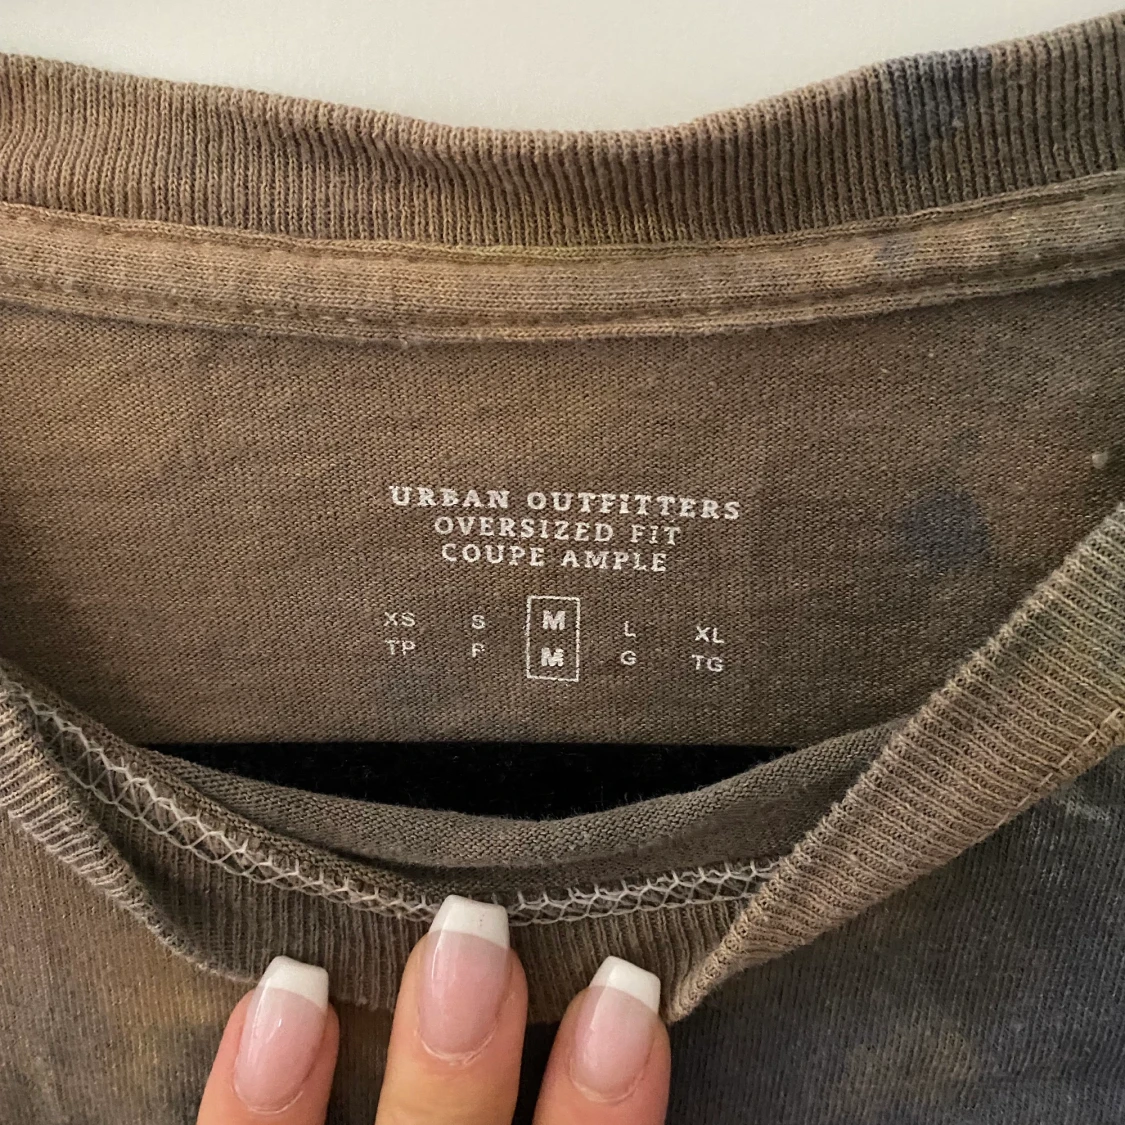 URBAN OUTFITTERS
OVERSIZED FIT
COUPE AMPLE
XS S M L XL
TP P M G TG